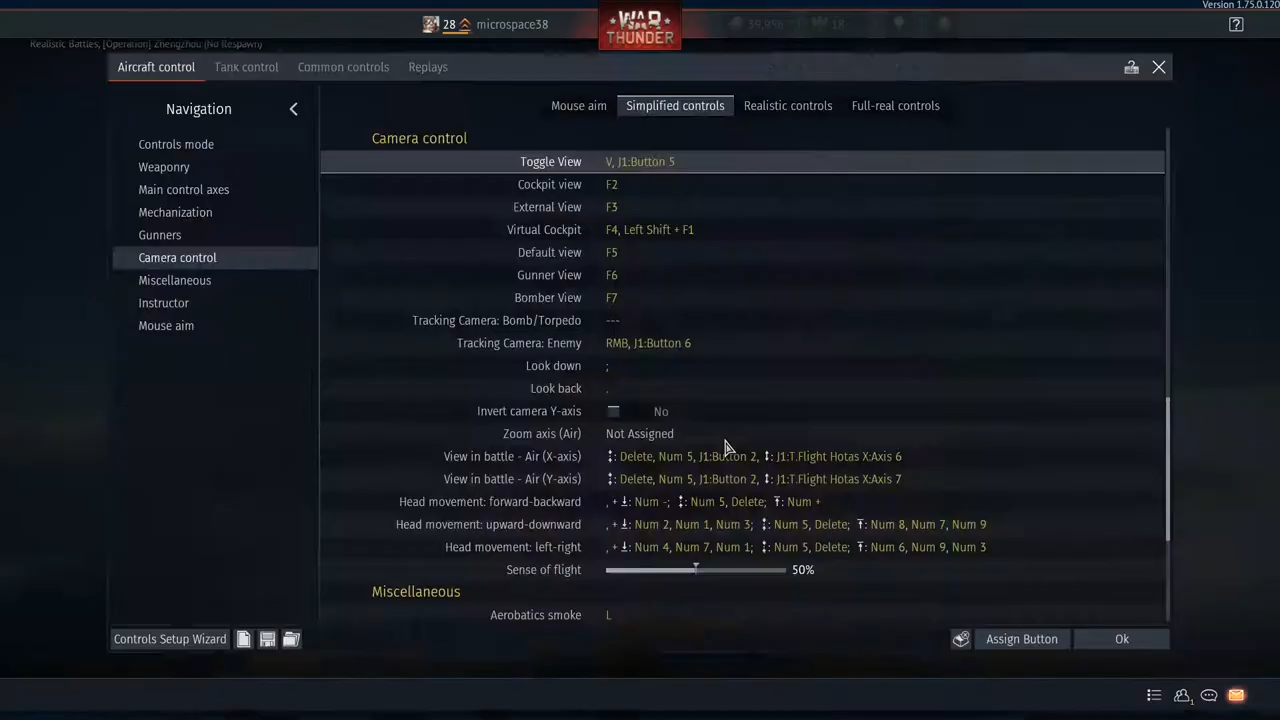 Version 1.75.0.120
28 microspace38
WAR THUNDER
Realistic Battles, [Operation] Zhengzhou (No Respawn)
Aircraft control Tank control Common controls Replays
Navigation
Mouse aim Simplified controls Realistic controls Full-real controls
Controls mode
Weaponry
Main control axes
Mechanization
Gunners
Camera control
Miscellaneous
Instructor
Mouse aim
Camera control
Toggle View V, J1:Button 5
Cockpit view F2
External View F3
Virtual Cockpit F4, Left Shift + F1
Default view F5
Gunner View F6
Bomber View F7
Tracking Camera: Bomb/Torpedo ---
Tracking Camera: Enemy RMB, J1:Button 6
Look down ;
Look back .
Invert camera Y-axis No
Zoom axis (Air) Not Assigned
View in battle - Air (X-axis) : Delete, Num 5, J1:Button 2, : J1:T.Flight Hotas X:Axis 6
View in battle - Air (Y-axis) : Delete, Num 5, J1:Button 2, : J1:T.Flight Hotas X:Axis 7
Head movement: forward-backward , + : Num -; : Num 5, Delete; : Num +
Head movement: upward-downward , + : Num 2, Num 1, Num 3; : Num 5, Delete; : Num 8, Num 7, Num 9
Head movement: left-right , + : Num 4, Num 7, Num 1; : Num 5, Delete; : Num 6, Num 9, Num 3
Sense of flight 50%
Miscellaneous
Aerobatics smoke L
Controls Setup Wizard Assign Button Ok
1